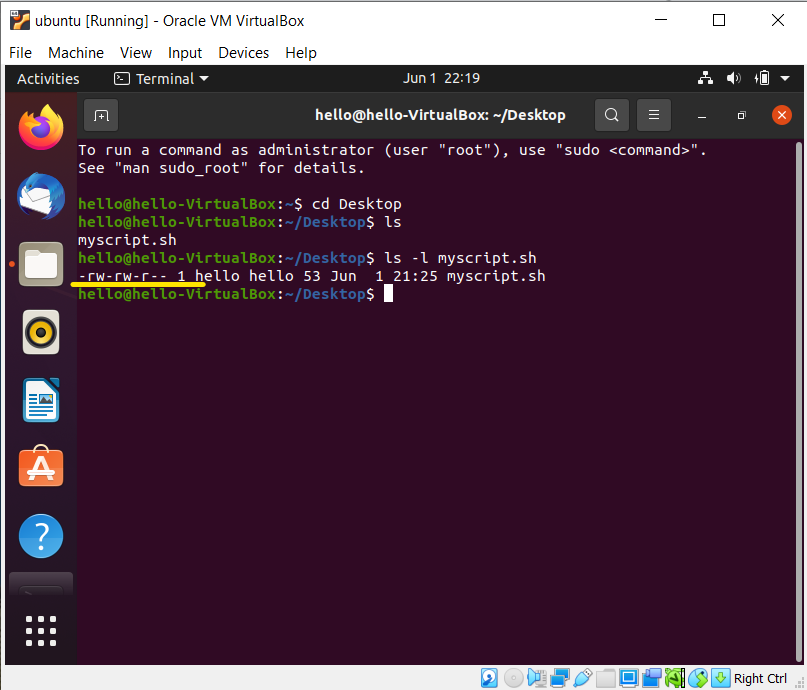 ubuntu [Running] - Oracle VM VirtualBox
File Machine View Input Devices Help
Activities Terminal Jun 1 22:19
hello@hello-VirtualBox: ~/Desktop
To run a command as administrator (user "root"), use "sudo <command>".
See "man sudo_root" for details.
hello@hello-VirtualBox:~$ cd Desktop
hello@hello-VirtualBox:~/Desktop$ ls
myscript.sh
hello@hello-VirtualBox:~/Desktop$ ls -l myscript.sh
-rw-rw-r-- 1 hello hello 53 Jun  1 21:25 myscript.sh
hello@hello-VirtualBox:~/Desktop$
Right Ctrl